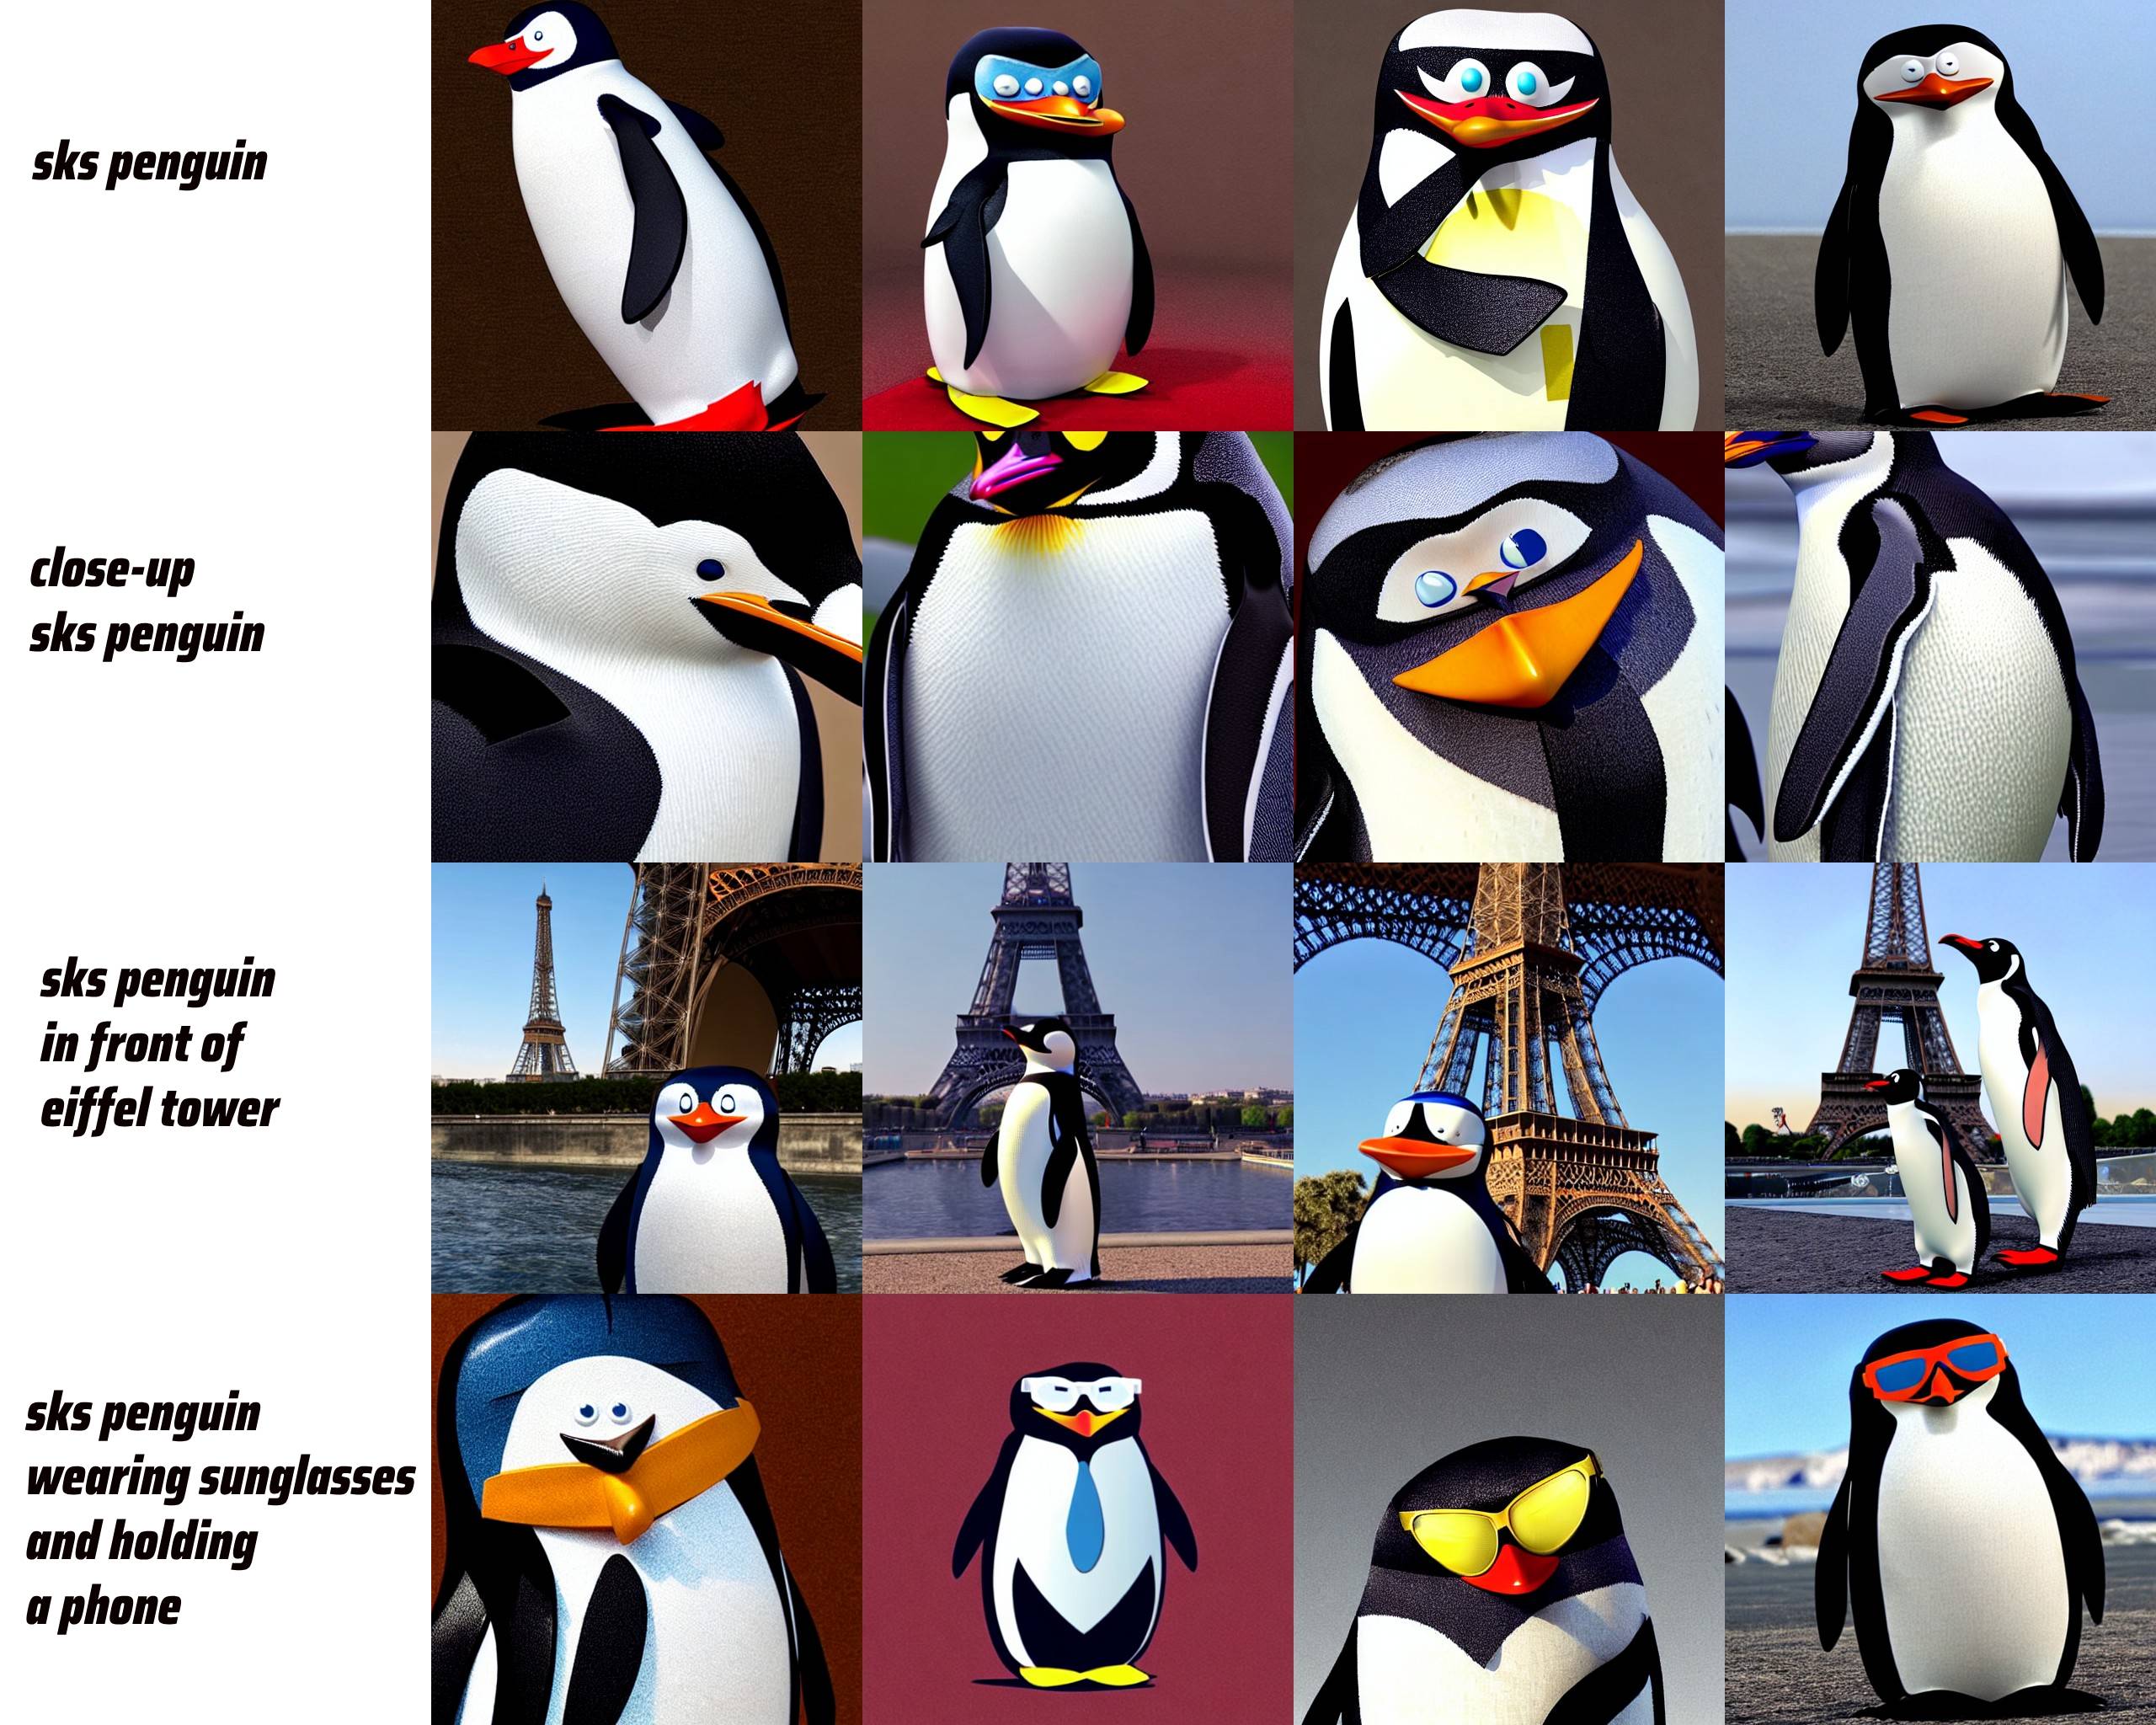 sks penguin
close-up
sks penguin
sks penguin
in front of
eiffel tower
sks penguin
wearing sunglasses
and holding
a phone